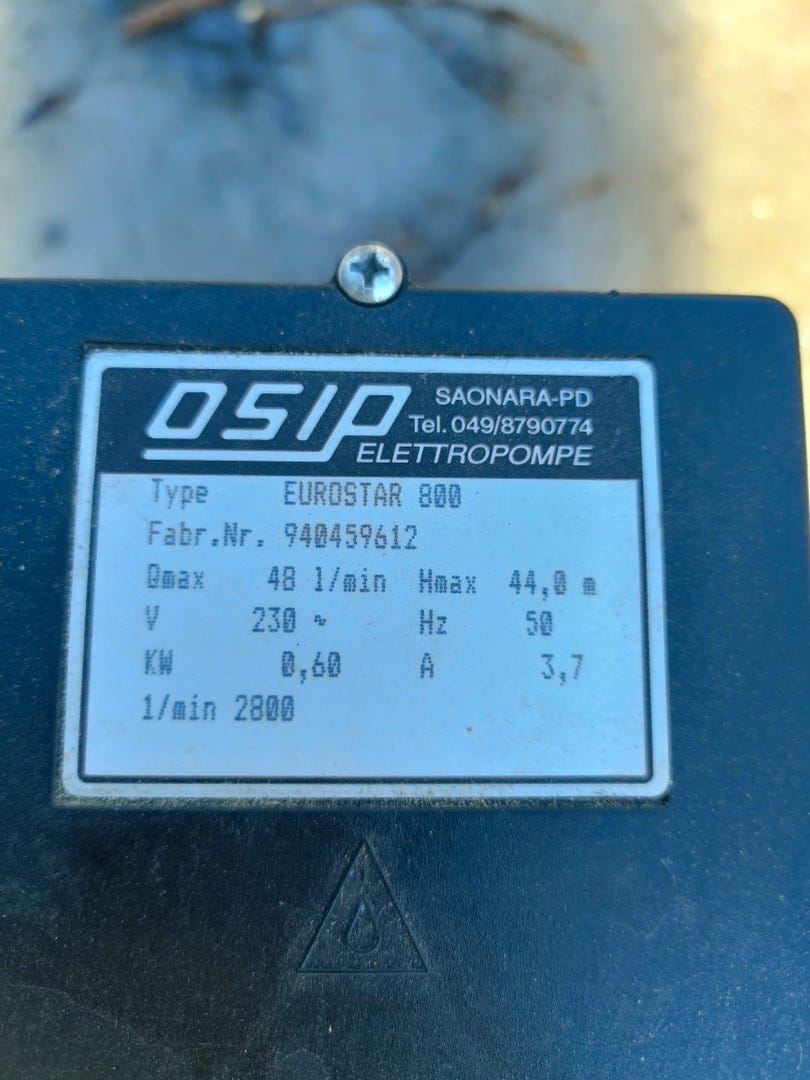 OSIP SAONARA-PD
Tel. 049/8790774
ELETTROPOMPE
Type EUROSTAR 800
Fabr.Nr. 940459612
Qmax 48 l/min Hmax 44,0 m
V 230 ~ Hz 50
KW 0,60 A 3,7
1/min 2800